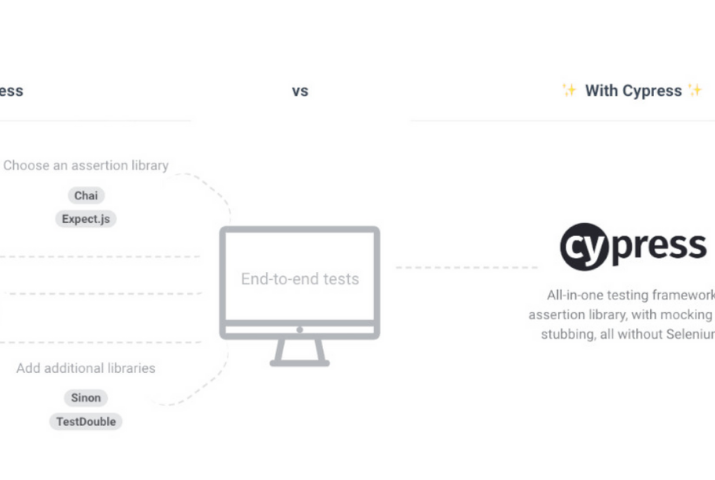 ess
vs
With Cypress
Choose an assertion library
Chai
Expect.js
End-to-end tests
cypress
All-in-one testing framework
assertion library, with mocking
stubbing, all without Selenium
Add additional libraries
Sinon
TestDouble